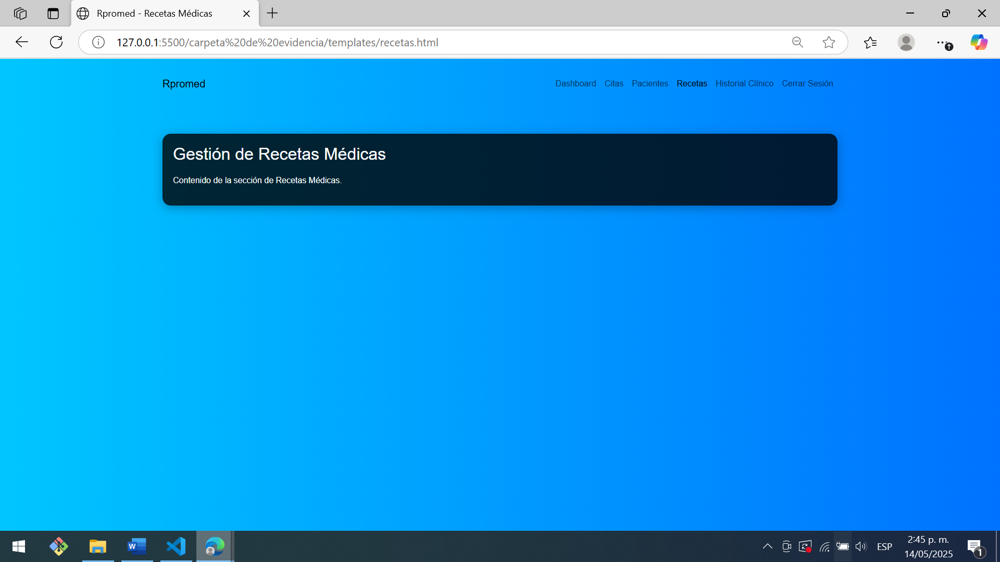 Rpromed - Recetas Médicas
127.0.0.1:5500/carpeta%20de%20evidencia/templates/recetas.html
Rpromed
Dashboard Citas Pacientes Recetas Historial Clínico Cerrar Sesión
Gestión de Recetas Médicas
Contenido de la sección de Recetas Médicas.
W
ESP
2:45 p. m.
14/05/2025
1